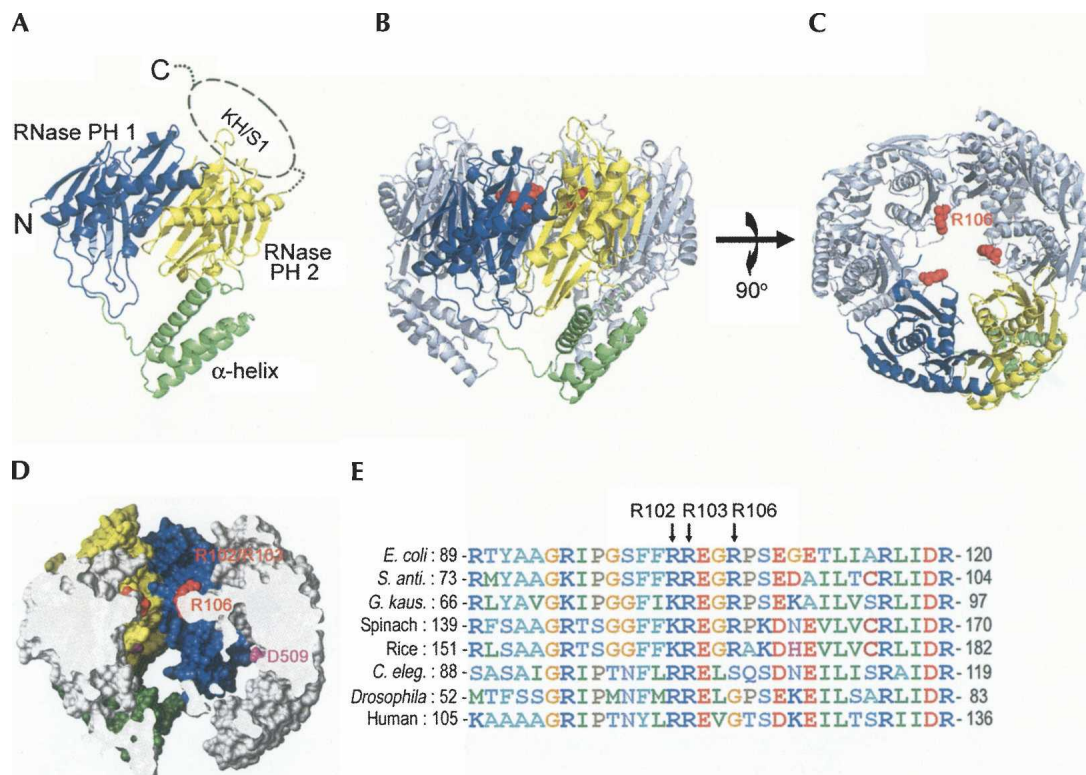 A
B
C
C
KH/S1
RNase PH 1
N
RNase
PH 2
α-helix
90°
R106
D
E
R102/R103
R106
D509
R102 R103 R106
E. coli : 89 -RTYAAGRIPGSFFRREGRPSEGETLIARLIDR- 120
S. anti. : 73 -RMYAAGRIPGGFFRREGRPSEDAILTCRLIDR- 104
G. kaus. : 66 -RLYAVGKIPGGFIKREGRPSEKAILVSRLIDR- 97
Spinach : 139 -RFSAAGRTSGGFFKREGRPKDNEVLVCRLIDR- 170
Rice : 151 -RLSAAGRTSGGFFKREGRAKDHEVLVCRLIDR- 182
C. eleg. : 88 -SASAIGRIPTNFLRRELSQSDNEILISRAIDR- 119
Drosophila : 52 -MTFSSGRIPMNFMRRELGPSEKEILSARLIDR- 83
Human : 105 -KAAAAGRIPTNYLRREVGTSDKEILTSRIIDR- 136